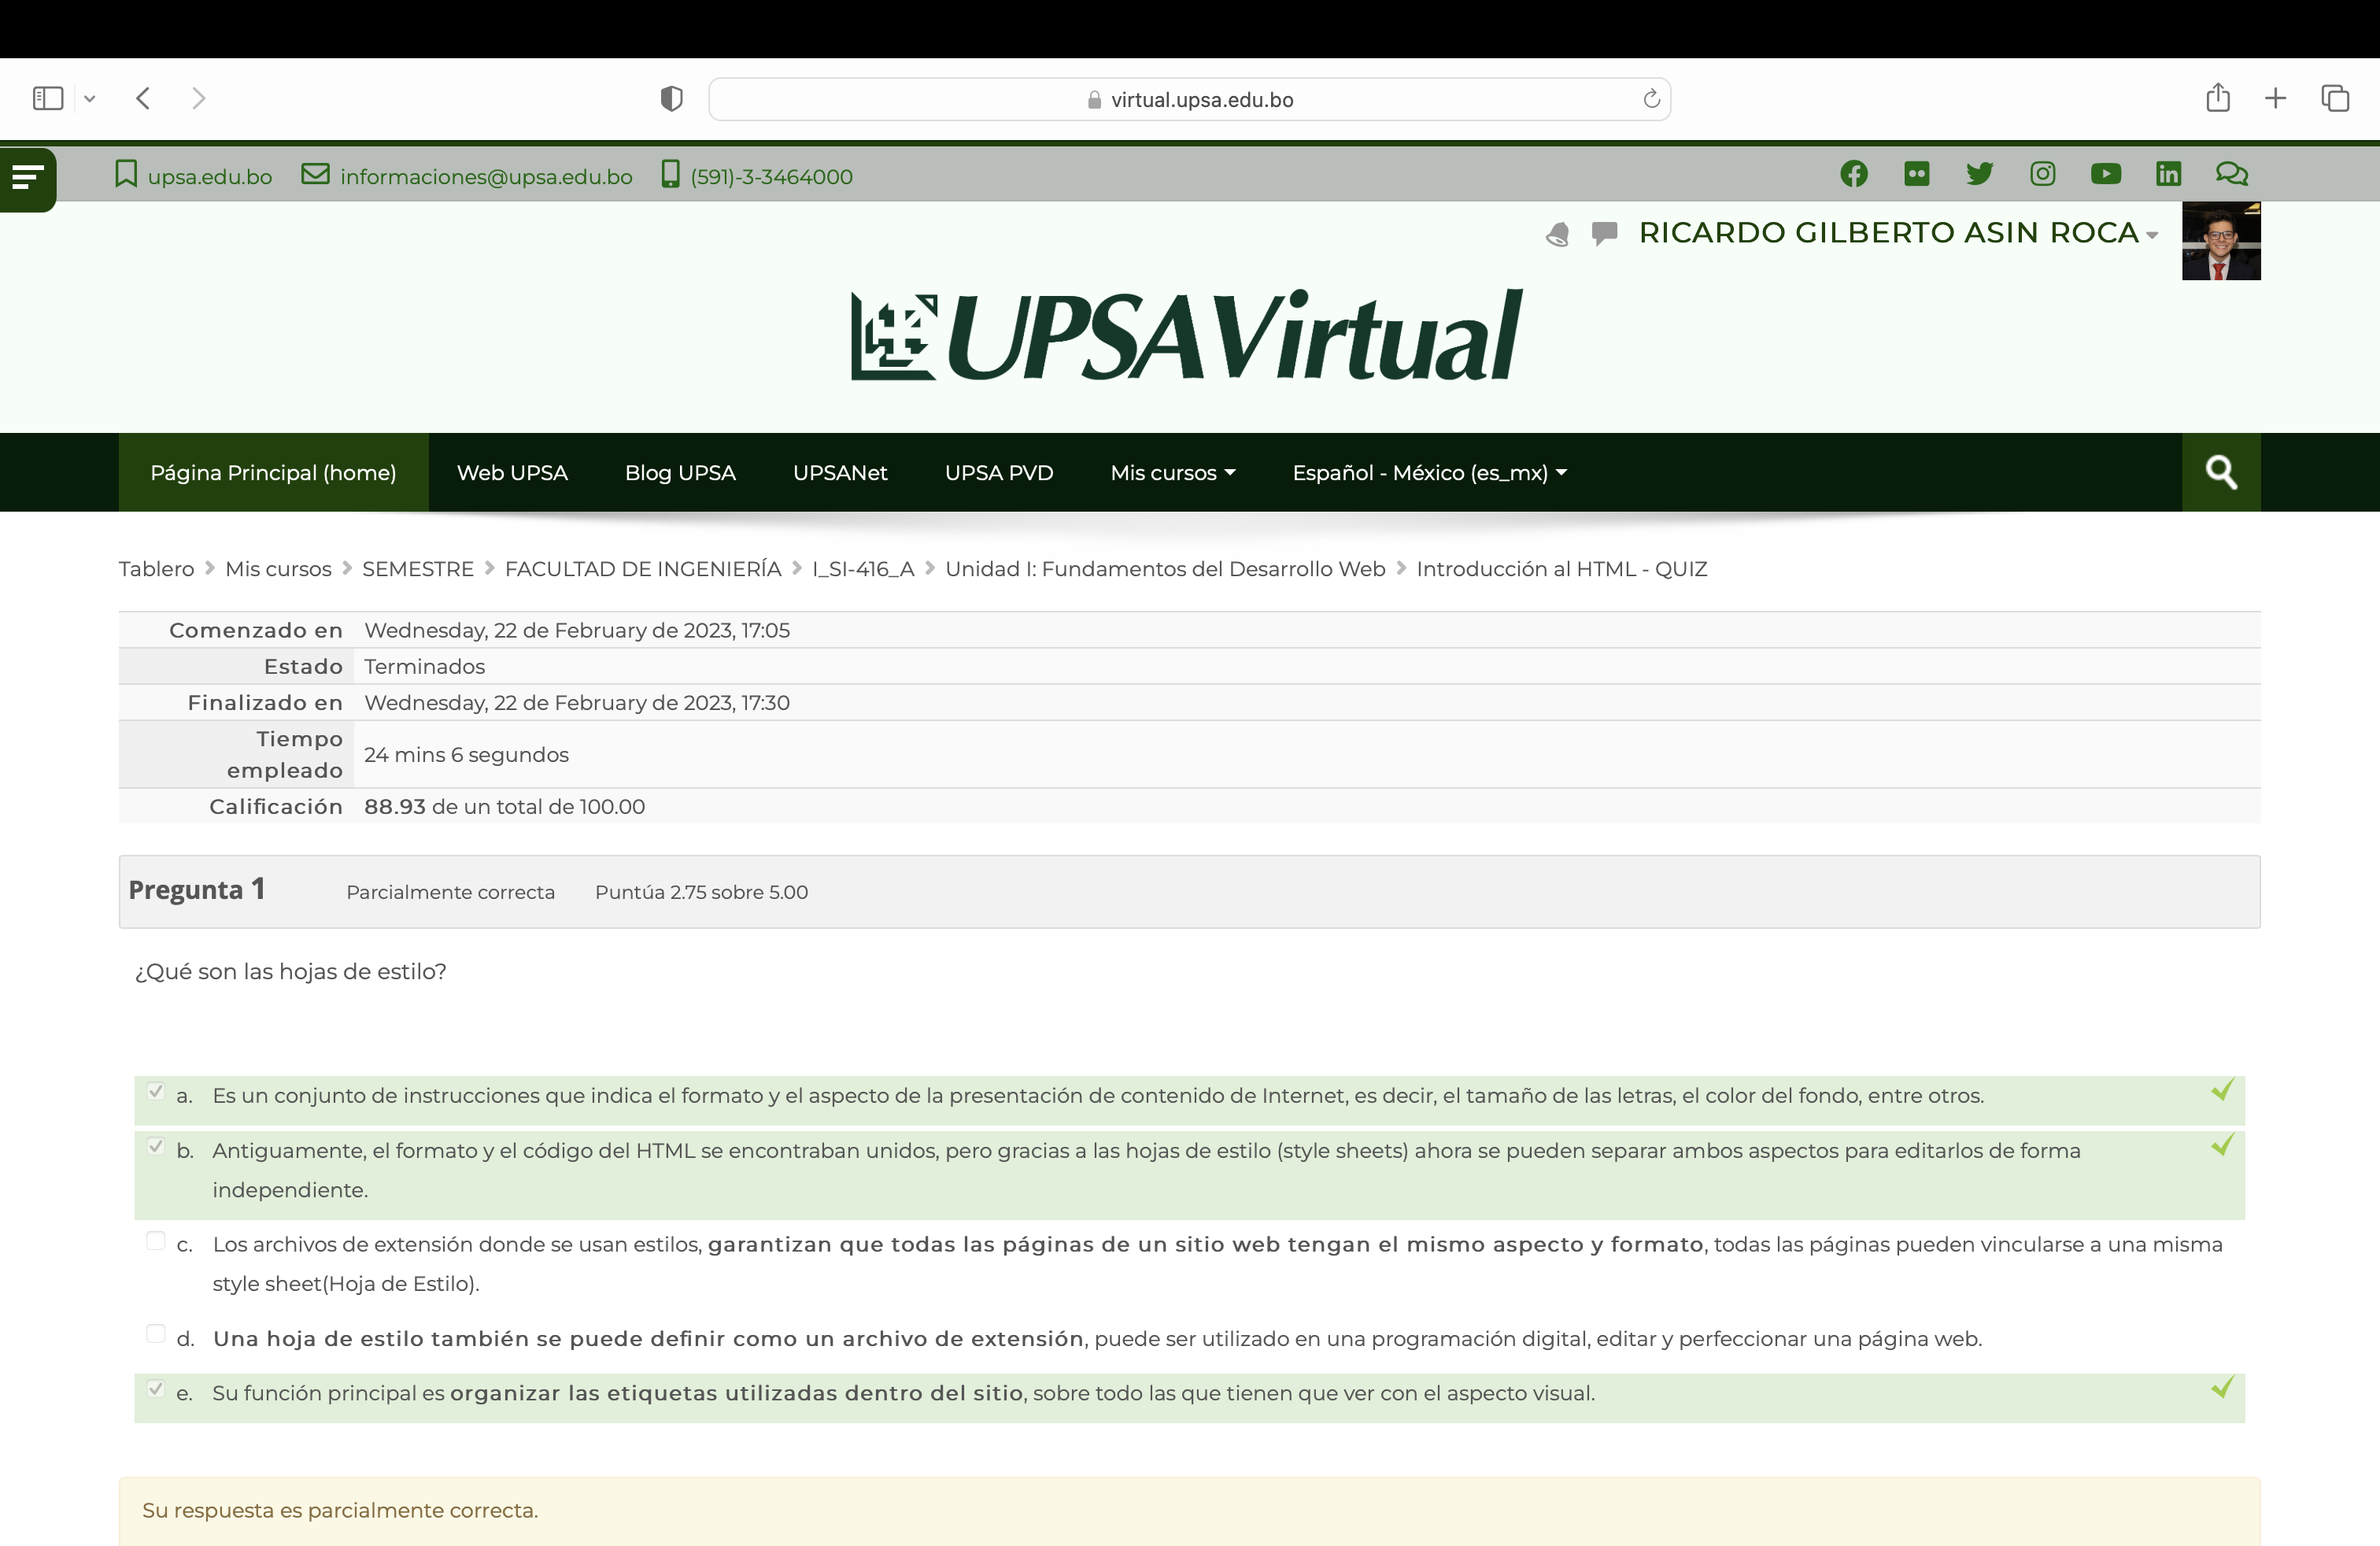 virtual.upsa.edu.bo
upsa.edu.bo informaciones@upsa.edu.bo (591)-3-3464000
RICARDO GILBERTO ASIN ROCA
UPSAVirtual
Página Principal (home) Web UPSA Blog UPSA UPSANet UPSA PVD Mis cursos Español - México (es_mx)
Tablero Mis cursos SEMESTRE FACULTAD DE INGENIERÍA I_SI-416_A Unidad I: Fundamentos del Desarrollo Web Introducción al HTML - QUIZ
Comenzado en Wednesday, 22 de February de 2023, 17:05
Estado Terminados
Finalizado en Wednesday, 22 de February de 2023, 17:30
Tiempo
empleado 24 mins 6 segundos
Calificación 88.93 de un total de 100.00
Pregunta 1 Parcialmente correcta Puntúa 2.75 sobre 5.00
¿Qué son las hojas de estilo?
a. Es un conjunto de instrucciones que indica el formato y el aspecto de la presentación de contenido de Internet, es decir, el tamaño de las letras, el color del fondo, entre otros.
b. Antiguamente, el formato y el código del HTML se encontraban unidos, pero gracias a las hojas de estilo (style sheets) ahora se pueden separar ambos aspectos para editarlos de forma
independiente.
c. Los archivos de extensión donde se usan estilos, garantizan que todas las páginas de un sitio web tengan el mismo aspecto y formato, todas las páginas pueden vincularse a una misma
style sheet(Hoja de Estilo).
d. Una hoja de estilo también se puede definir como un archivo de extensión, puede ser utilizado en una programación digital, editar y perfeccionar una página web.
e. Su función principal es organizar las etiquetas utilizadas dentro del sitio, sobre todo las que tienen que ver con el aspecto visual.
Su respuesta es parcialmente correcta.